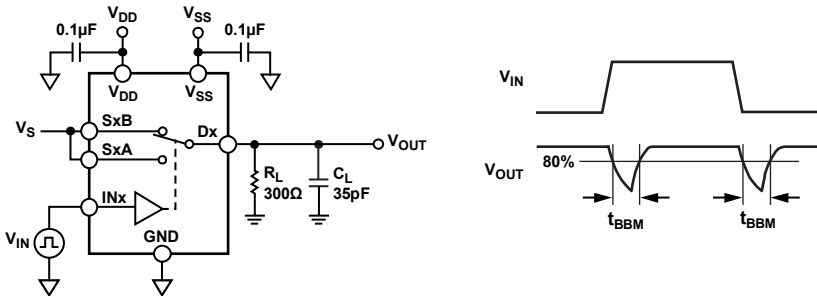 VDD
VSS
0.1µF
0.1µF
VDD
VSS
VS
SxB
Dx
VOUT
SxA
RL
300Ω
CL
35pF
INx
VIN
GND
VIN
VOUT
80%
tBBM
tBBM